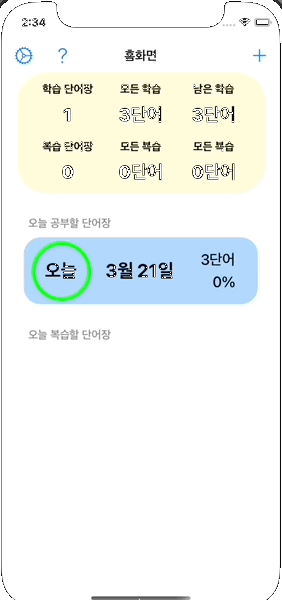 2:34
? 홈화면 +
학습 단어장 모든 학습 남은 학습
1 3단어 3단어
복습 단어장 모든 복습 모든 복습
0 0단어 0단어
오늘 공부할 단어장
오늘 3월 21일 3단어
0%
오늘 복습할 단어장